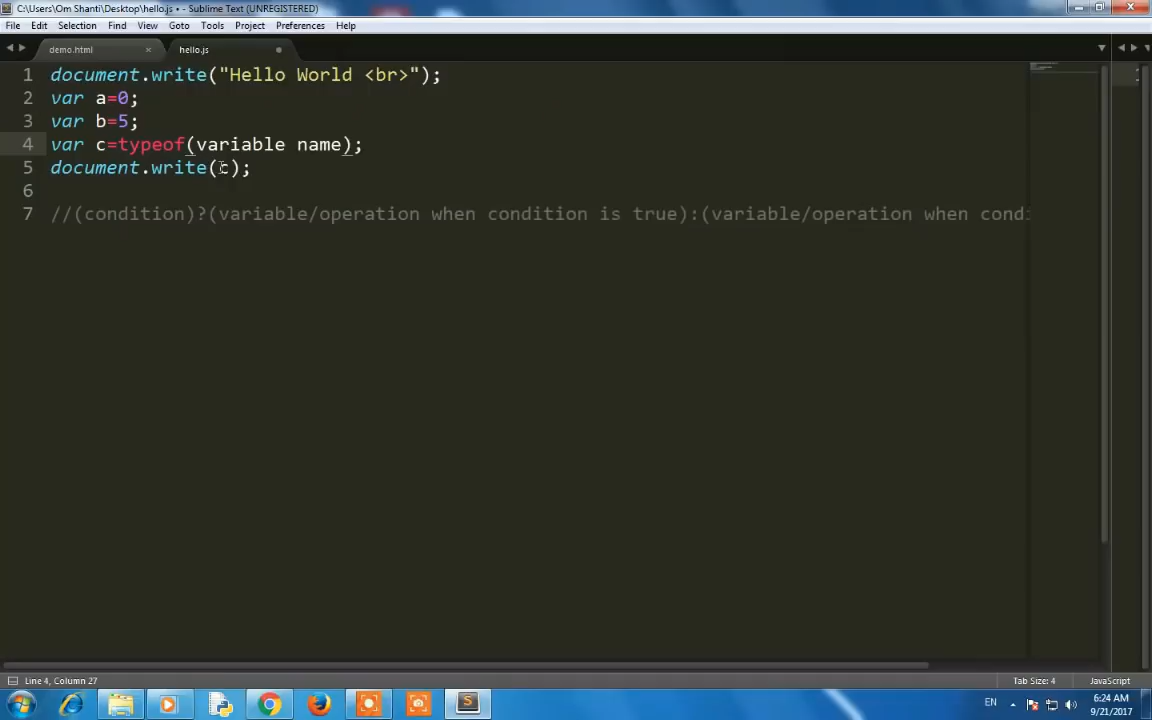 C:\Users\Om Shanti\Desktop\hello.js • - Sublime Text (UNREGISTERED)
File Edit Selection Find View Goto Tools Project Preferences Help
demo.html × hello.js
1 document.write("Hello World <br>");
2 var a=0;
3 var b=5;
4 var c=typeof(variable name);
5 document.write(c);
6
7 //(condition)?(variable/operation when condition is true):(variable/operation when condi
Line 4, Column 27 Tab Size: 4 JavaScript
EN 6:24 AM
9/21/2017